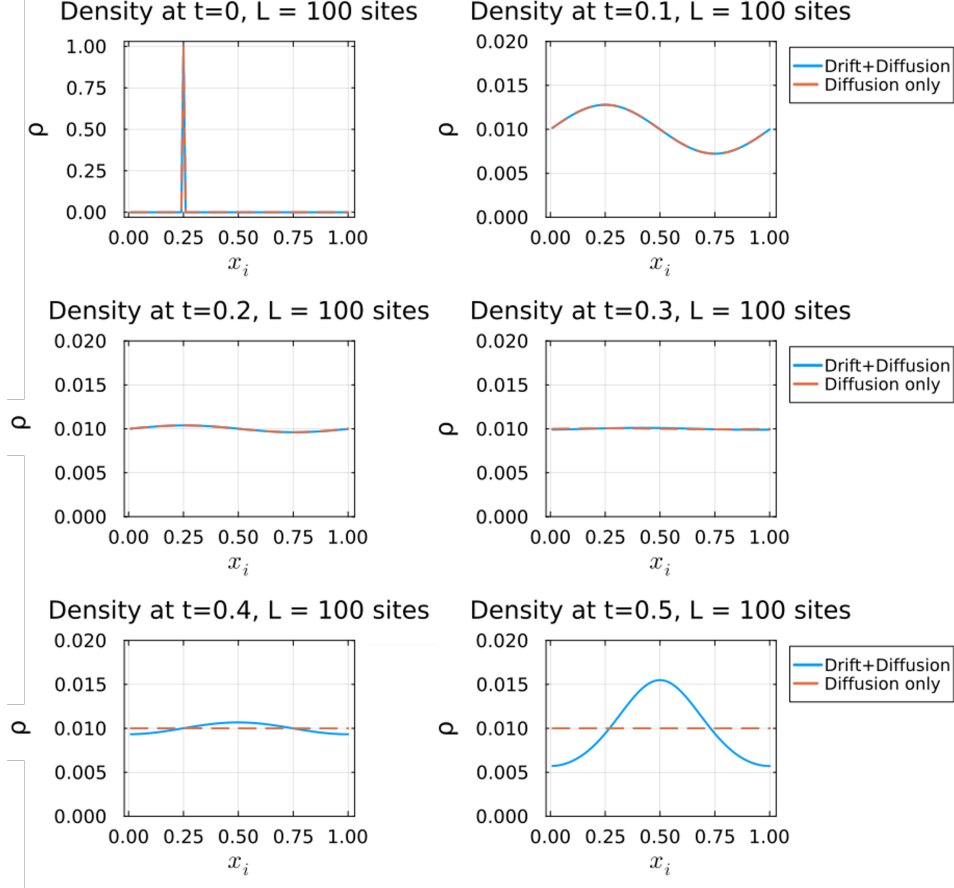 Density at t=0, L = 100 sites
1.00
0.75
0.50
0.25
0.00
ρ
0.00 0.25 0.50 0.75 1.00
x_i
Density at t=0.1, L = 100 sites
0.020
0.015
0.010
0.005
0.000
ρ
0.00 0.25 0.50 0.75 1.00
x_i
Drift+Diffusion
Diffusion only
Density at t=0.2, L = 100 sites
0.020
0.015
0.010
0.005
0.000
ρ
0.00 0.25 0.50 0.75 1.00
x_i
Density at t=0.3, L = 100 sites
0.020
0.015
0.010
0.005
0.000
ρ
0.00 0.25 0.50 0.75 1.00
x_i
Drift+Diffusion
Diffusion only
Density at t=0.4, L = 100 sites
0.020
0.015
0.010
0.005
0.000
ρ
0.00 0.25 0.50 0.75 1.00
x_i
Density at t=0.5, L = 100 sites
0.020
0.015
0.010
0.005
0.000
ρ
0.00 0.25 0.50 0.75 1.00
x_i
Drift+Diffusion
Diffusion only